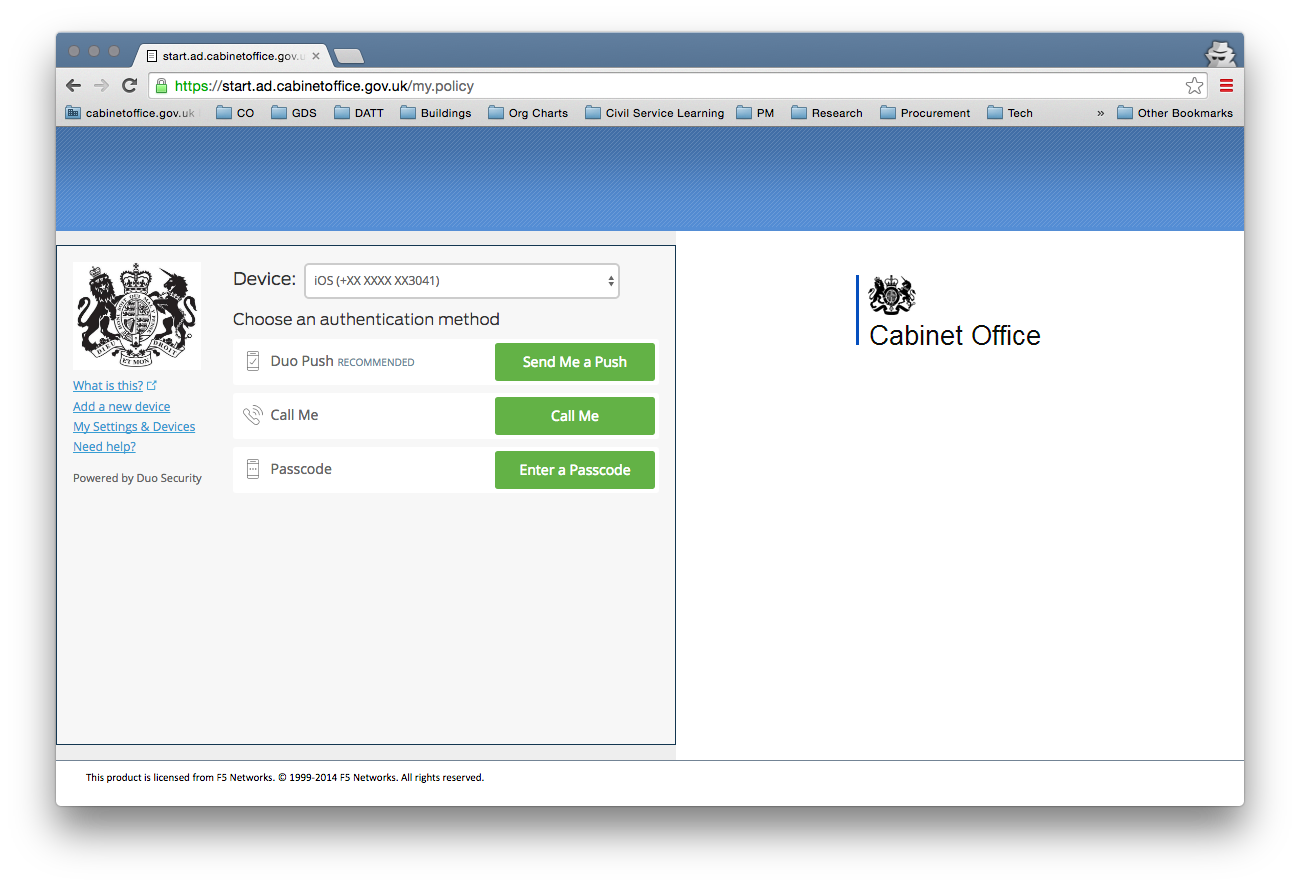 start.ad.cabinetoffice.gov.u
https://start.ad.cabinetoffice.gov.uk/my.policy
cabinetoffice.gov.uk CO GDS DATT Buildings Org Charts Civil Service Learning PM Research Procurement Tech » Other Bookmarks
Device: iOS (+XX XXXX XX3041)
Choose an authentication method
Duo Push RECOMMENDED Send Me a Push
Call Me Call Me
Passcode Enter a Passcode
DIEU ET MON DROIT
What is this?
Add a new device
My Settings & Devices
Need help?
Powered by Duo Security
Cabinet Office
This product is licensed from F5 Networks. © 1999-2014 F5 Networks. All rights reserved.